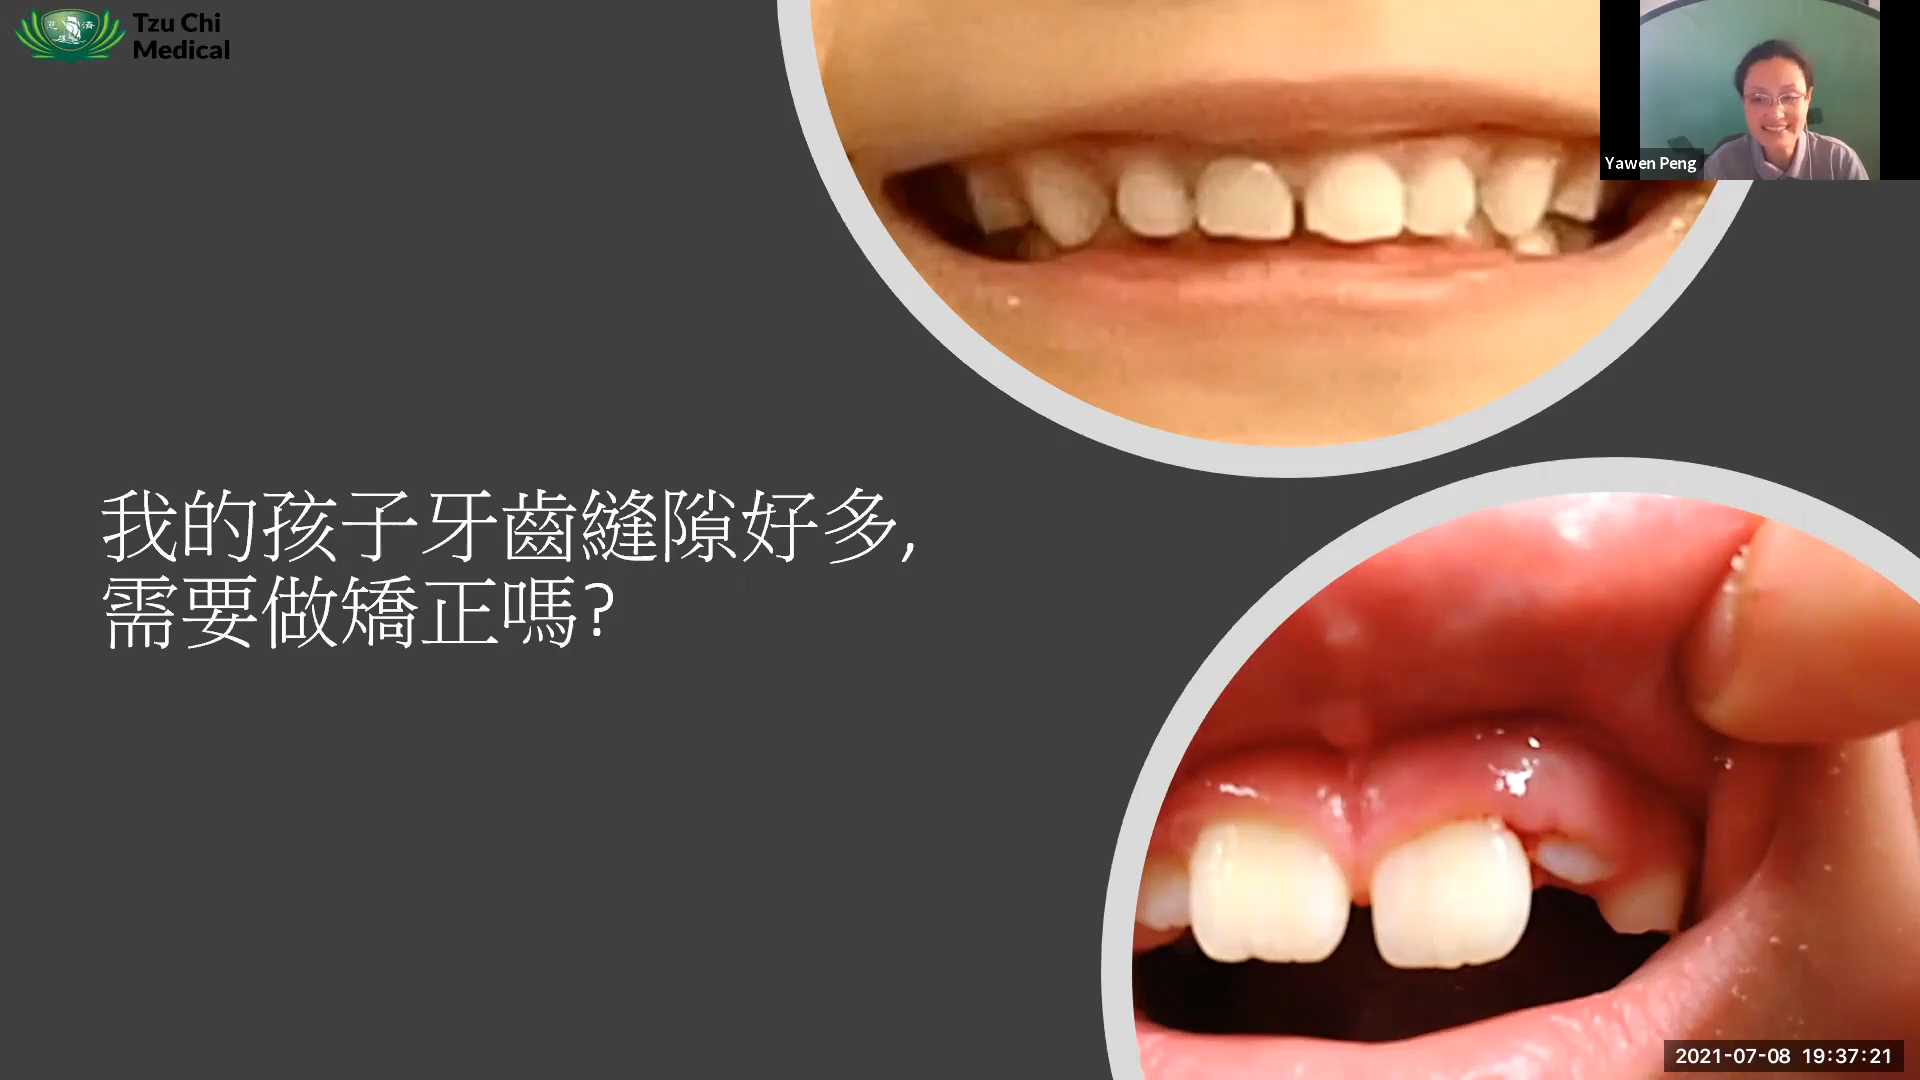 Tzu Chi
Medical
Yawen Peng
我的孩子牙齒縫隙好多,
需要做矯正嗎?
2021-07-08 19:37:21